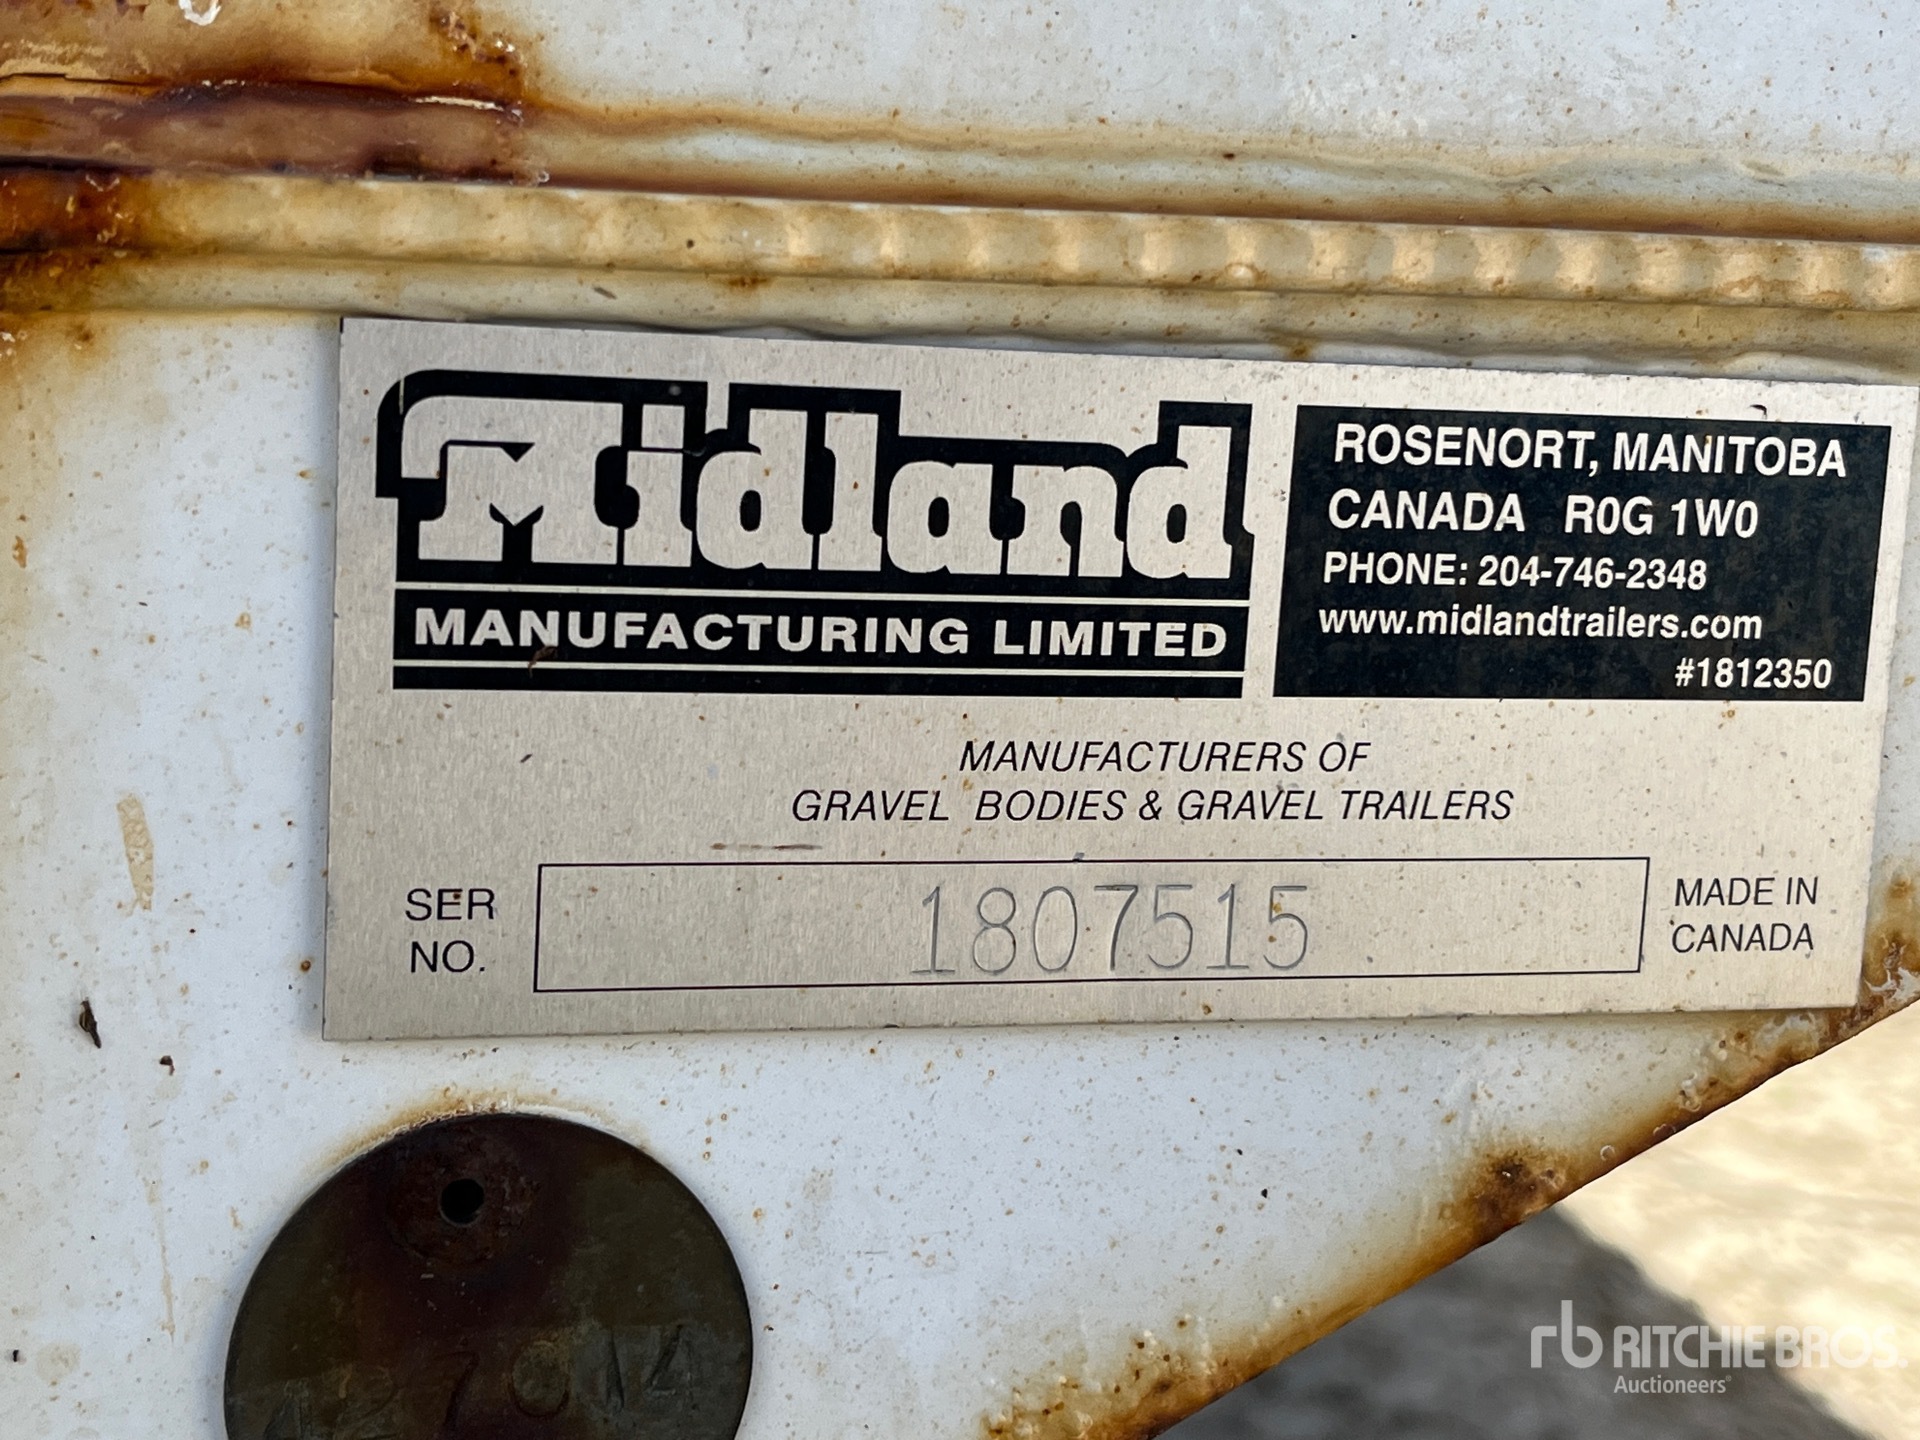 Midland
MANUFACTURING LIMITED
ROSENORT, MANITOBA
CANADA R0G 1W0
PHONE: 204-746-2348
www.midlandtrailers.com
#1812350
MANUFACTURERS OF
GRAVEL BODIES & GRAVEL TRAILERS
SER
NO.
1807515
MADE IN
CANADA
rb RITCHIE BROS.
Auctioneers